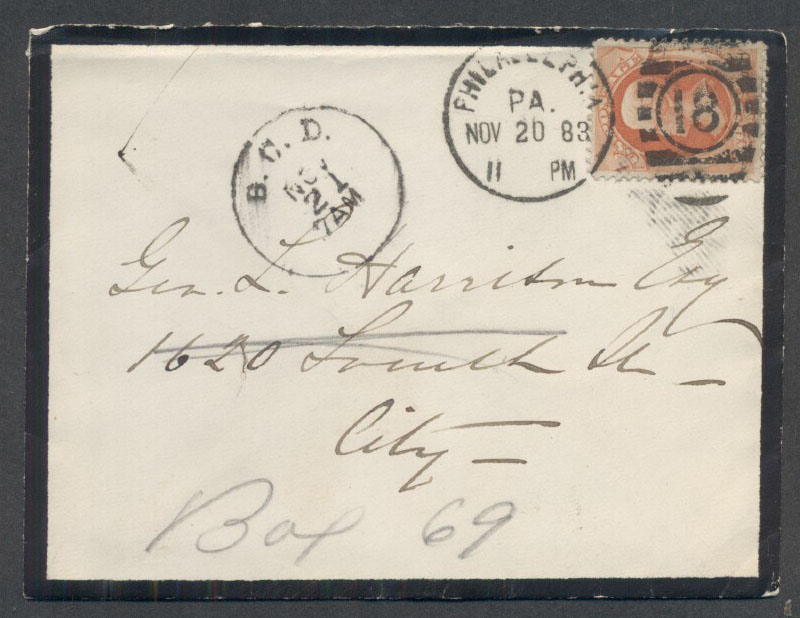 PHILADELPHIA
PA.
NOV 20 83
11 PM
18
B. C. D.
NOV
21
7AM
Geo. L. Harrison Esq
1620 Locust St
City
Box 69